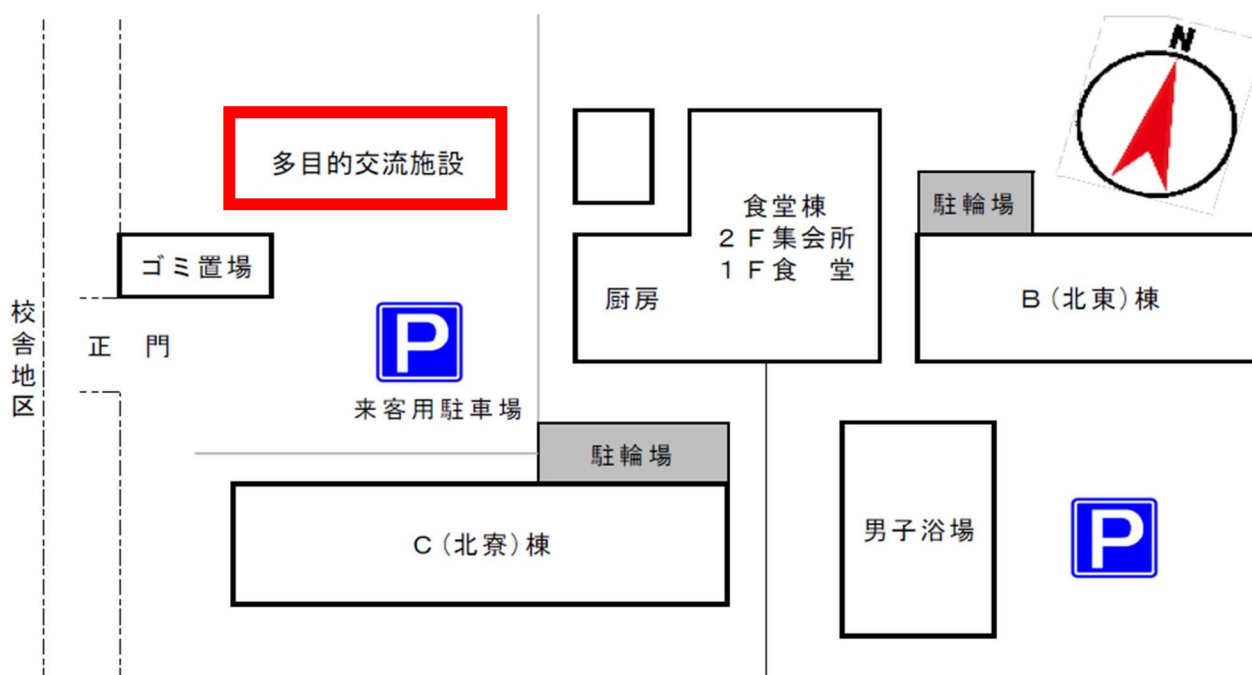 N
多目的交流施設
食堂棟
２Ｆ集会所
１Ｆ食　堂
駐輪場
ゴミ置場
厨房
Ｂ（北東）棟
校舎地区
正　門
P
来客用駐車場
駐輪場
Ｃ（北寮）棟
男子浴場
P